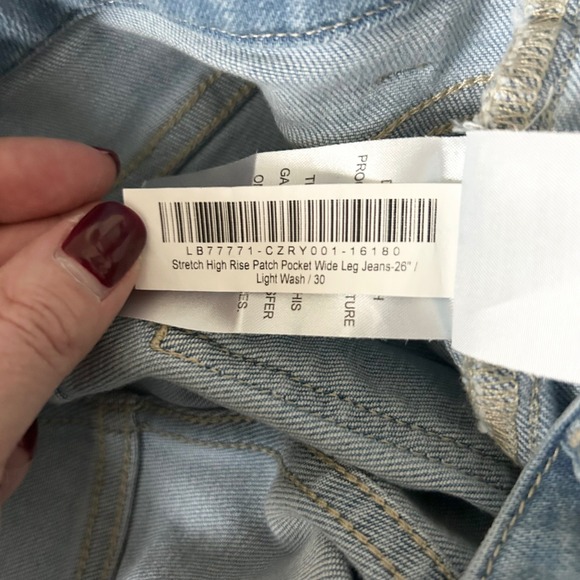 LB77771-CZRY001-16180
Stretch High Rise Patch Pocket Wide Leg Jeans-26" /
Light Wash / 30